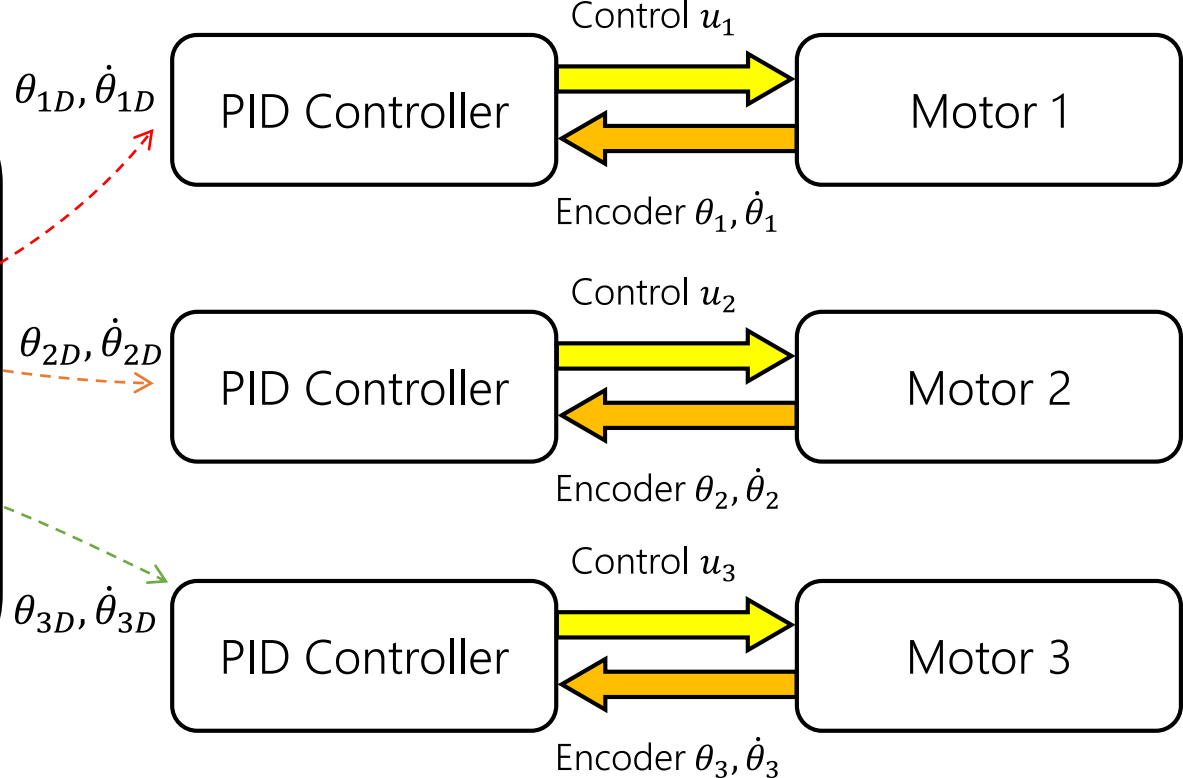 Control u₁
θ₁D, θ̇₁D
PID Controller
Motor 1
Encoder θ₁, θ̇₁
Control u₂
θ₂D, θ̇₂D
PID Controller
Motor 2
Encoder θ₂, θ̇₂
Control u₃
θ₃D, θ̇₃D
PID Controller
Motor 3
Encoder θ₃, θ̇₃